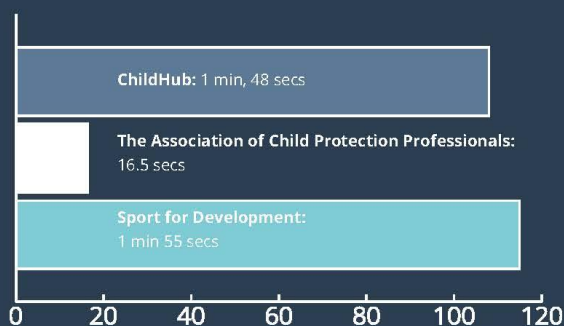 ChildHub: 1 min, 48 secs
The Association of Child Protection Professionals:
16.5 secs
Sport for Development:
1 min 55 secs
0 20 40 60 80 100 120